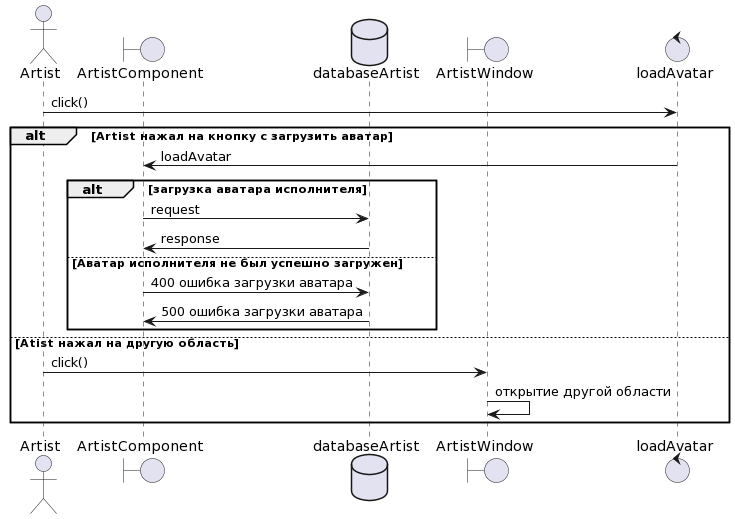 Artist ArtistComponent databaseArtist ArtistWindow loadAvatar
click()
alt [Artist нажал на кнопку с загрузить аватар]
loadAvatar
alt [загрузка аватара исполнителя]
request
response
[Аватар исполнителя не был успешно загружен]
400 ошибка загрузки аватара
500 ошибка загрузки аватара
[Atist нажал на другую область]
click()
открытие другой области
Artist ArtistComponent databaseArtist ArtistWindow loadAvatar